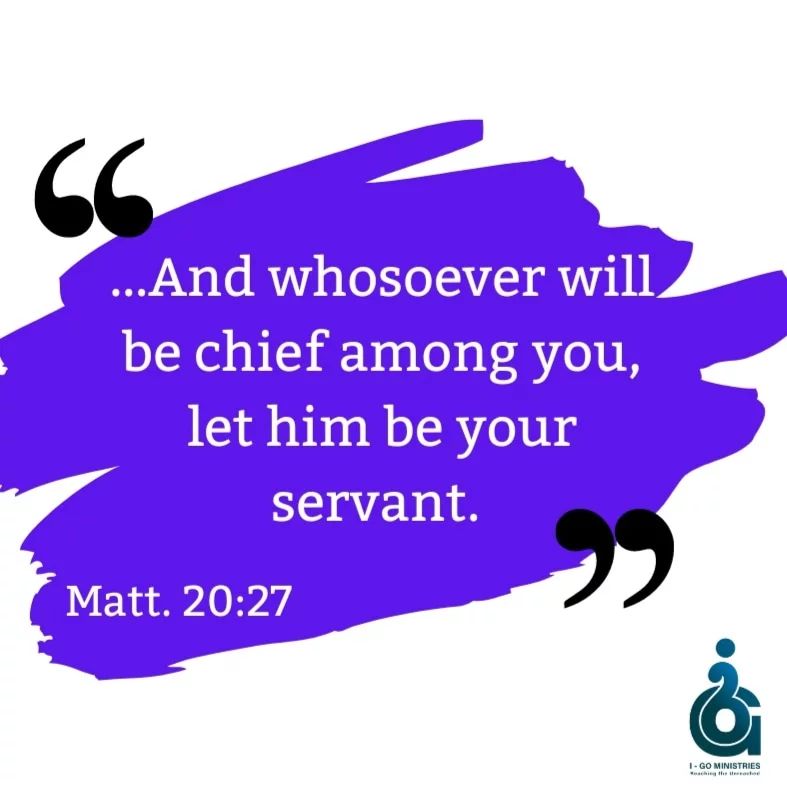 “
...And whosoever will
be chief among you,
let him be your
servant.
”
Matt. 20:27
I - GO MINISTRIES
Reaching the Unreached